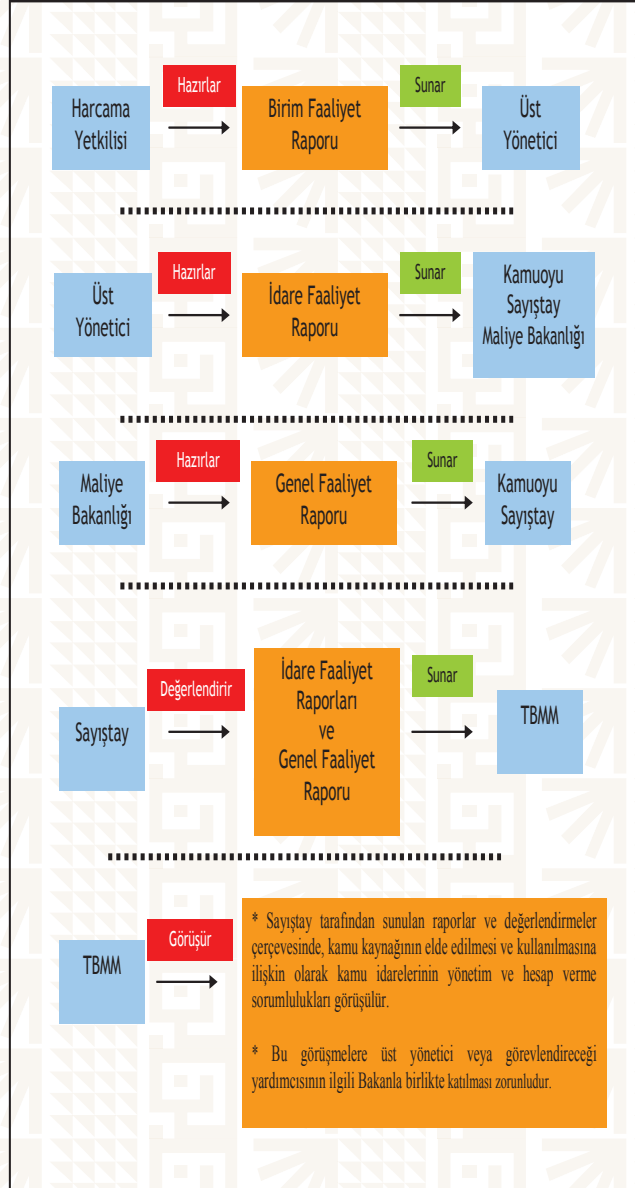 Harcama
Yetkilisi
Hazırlar
Birim Faaliyet
Raporu
Sunar
Üst
Yönetici
Üst
Yönetici
Hazırlar
İdare Faaliyet
Raporu
Sunar
Kamuoyu
Sayıştay
Maliye Bakanlığı
Maliye
Bakanlığı
Hazırlar
Genel Faaliyet
Raporu
Sunar
Kamuoyu
Sayıştay
Sayıştay
Değerlendirir
İdare Faaliyet
Raporları
ve
Genel Faaliyet
Raporu
Sunar
TBMM
TBMM
Görüşür
* Sayıştay tarafından sunulan raporlar ve değerlendirmeler
çerçevesinde, kamu kaynağının elde edilmesi ve kullanılmasına
ilişkin olarak kamu idarelerinin yönetim ve hesap verme
sorumlulukları görüşülür.
* Bu görüşmelere üst yönetici veya görevlendireceği
yardımcısının ilgili Bakanla birlikte katılması zorunludur.